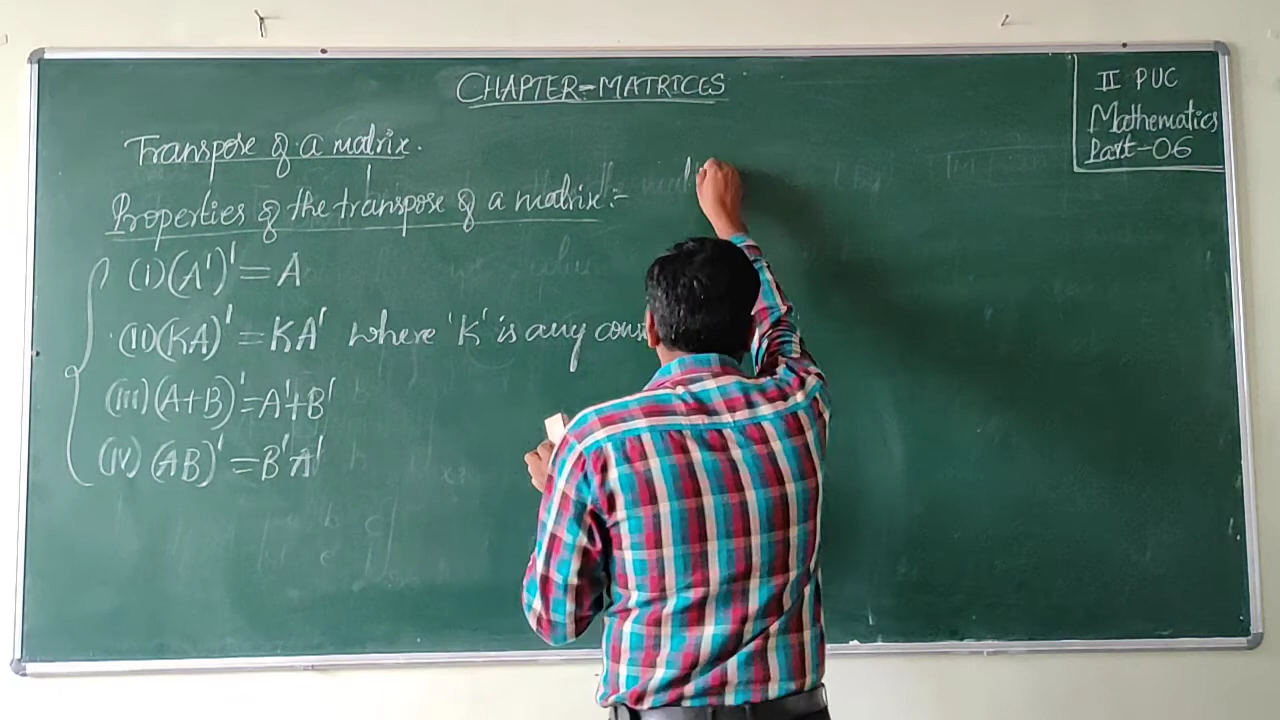 CHAPTER-MATRICES
II PUC
Mathematics
Part-06
Transpose of a matrix.
Properties of the transpose of a matrix:-
(i) (A')' = A
(ii) (KA)' = KA' where 'K' is any
(iii) (A+B)' = A'+B'
(iv) (AB)' = B'A'